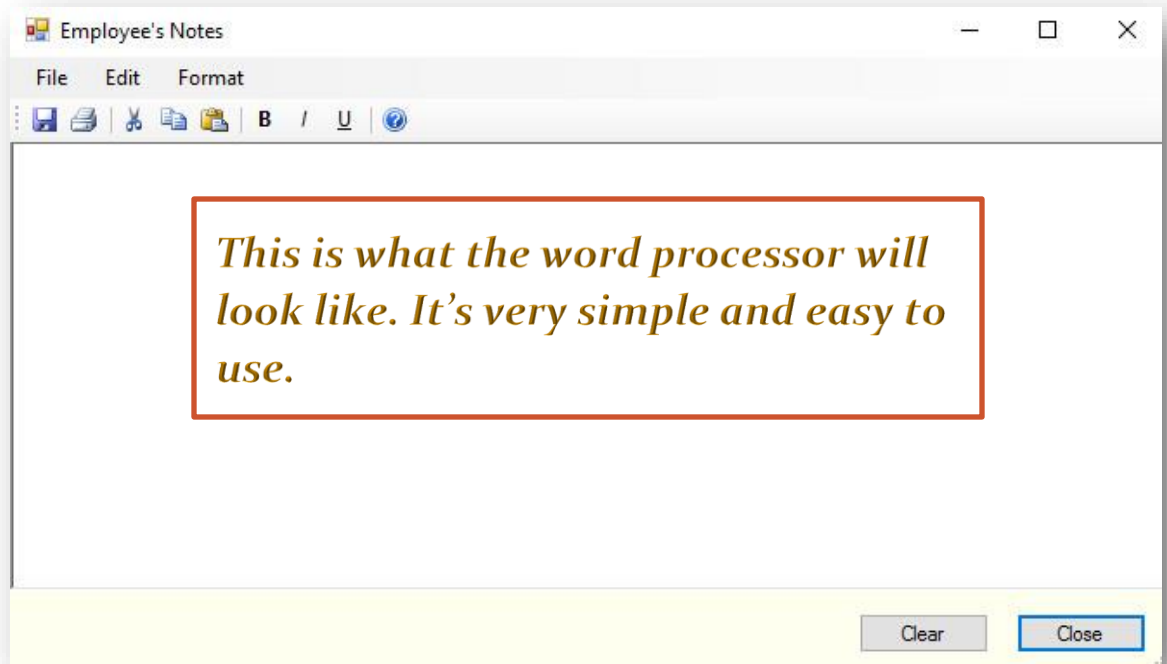 Employee's Notes
File Edit Format
B I U
This is what the word processor will
look like. It’s very simple and easy to
use.
Clear Close